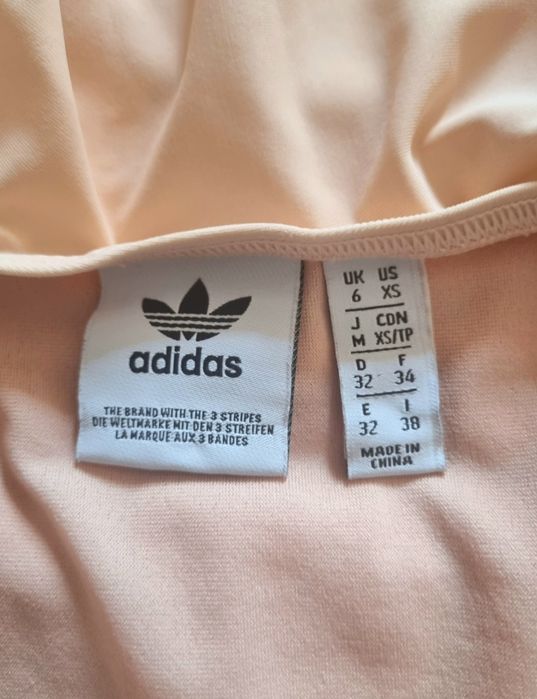 adidas
THE BRAND WITH THE 3 STRIPES
DIE WELTMARKE MIT DEN 3 STREIFEN
LA MARQUE AUX 3 BANDES
UK US
6 XS
J CDN
M XS/TP
D F
32 34
E I
32 38
MADE IN
CHINA